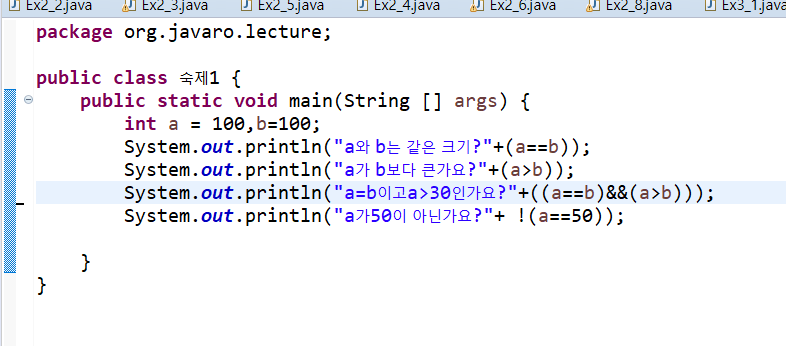 Ex2_2.java Ex2_3.java Ex2_5.java Ex2_4.java Ex2_6.java Ex2_8.java Ex3_1.java
package org.javaro.lecture;
public class 숙제1 {
public static void main(String [] args) {
int a = 100,b=100;
System.out.println("a와 b는 같은 크기?"+(a==b));
System.out.println("a가 b보다 큰가요?"+(a>b));
System.out.println("a=b이고a>30인가요?"+((a==b)&&(a>b)));
System.out.println("a가50이 아닌가요?"+ !(a==50));
}
}